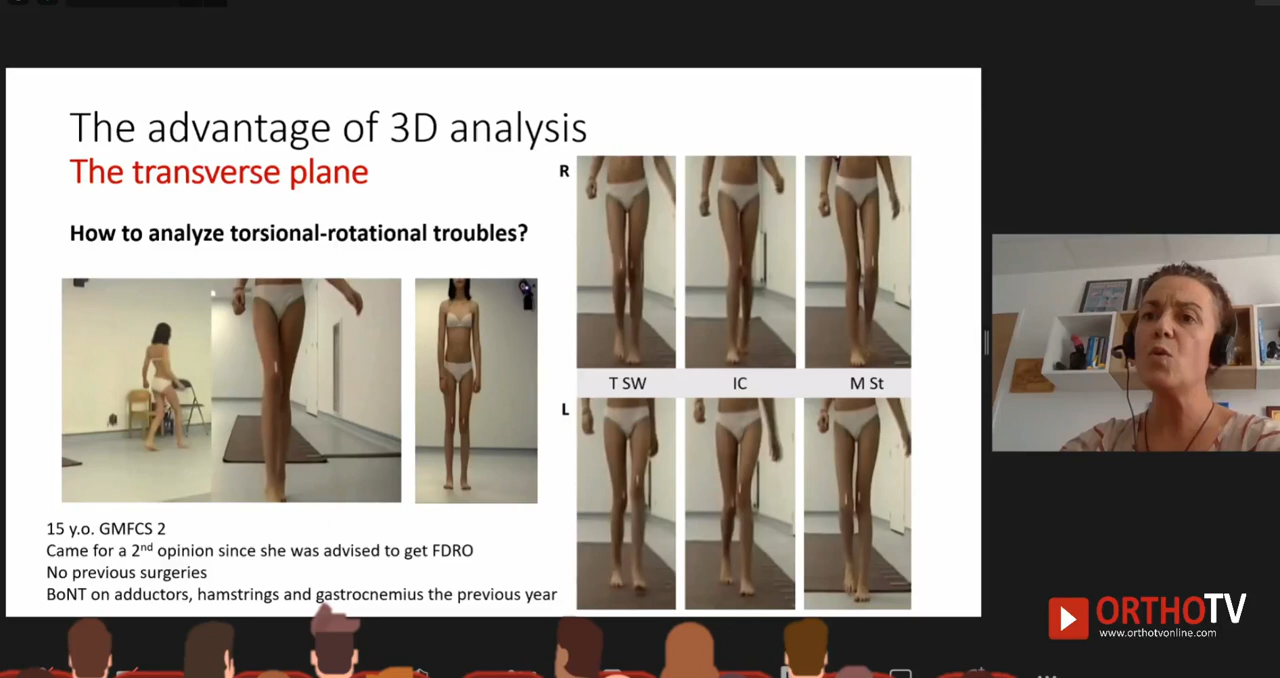 The advantage of 3D analysis
The transverse plane
How to analyze torsional-rotational troubles?
R
T SW
IC
M St
L
15 y.o. GMFCS 2
Came for a 2nd opinion since she was advised to get FDRO
No previous surgeries
BoNT on adductors, hamstrings and gastrocnemius the previous year
ORTHOTV
www.orthotvonline.com